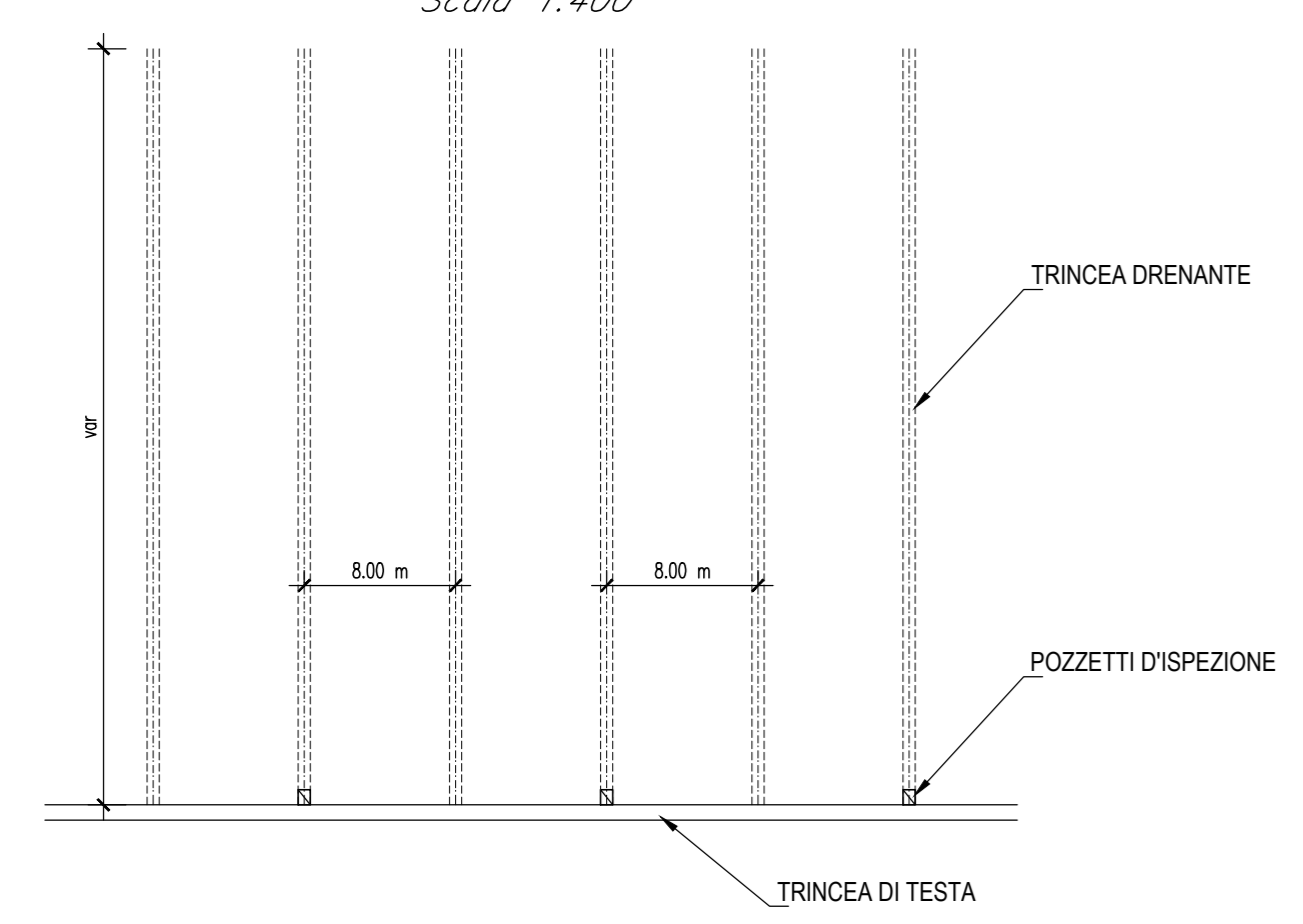 Scala 1:400
TRINCEA DRENANTE
var
8.00 m
8.00 m
POZZETTI D'ISPEZIONE
TRINCEA DI TESTA